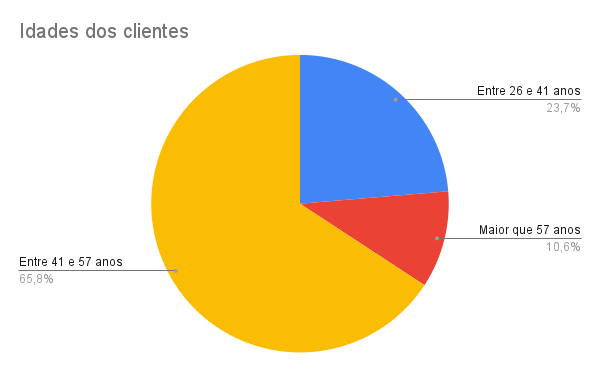 Idades dos clientes
Entre 26 e 41 anos
23,7%
Maior que 57 anos
10,6%
Entre 41 e 57 anos
65,8%